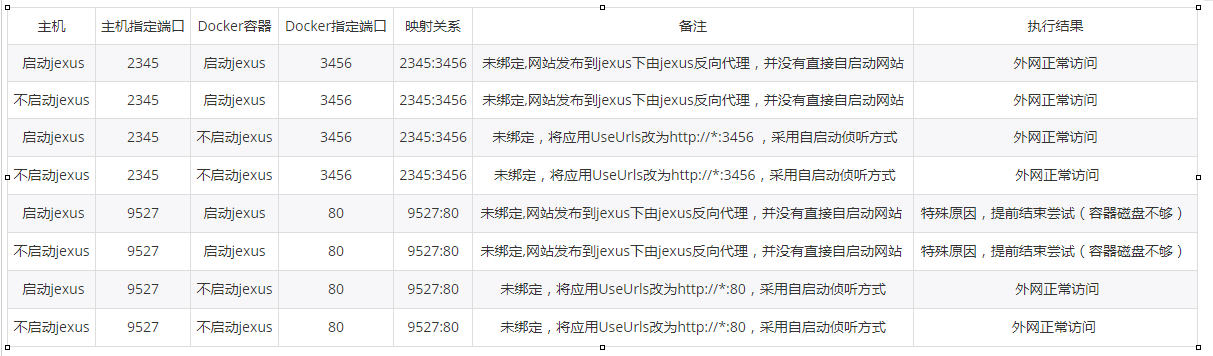 主机 主机指定端口 Docker容器 Docker指定端口 映射关系 备注 执行结果
启动jexus 2345 启动jexus 3456 2345:3456 未绑定,网站发布到jexus下由jexus反向代理，并没有直接自启动网站 外网正常访问
不启动jexus 2345 启动jexus 3456 2345:3456 未绑定,网站发布到jexus下由jexus反向代理，并没有直接自启动网站 外网正常访问
启动jexus 2345 不启动jexus 3456 2345:3456 未绑定，将应用UseUrls改为http://*:3456 ，采用自启动侦听方式 外网正常访问
不启动jexus 2345 不启动jexus 3456 2345:3456 未绑定，将应用UseUrls改为http://*:3456，采用自启动侦听方式 外网正常访问
启动jexus 9527 启动jexus 80 9527:80 未绑定,网站发布到jexus下由jexus反向代理，并没有直接自启动网站 特殊原因，提前结束尝试（容器磁盘不够）
不启动jexus 9527 启动jexus 80 9527:80 未绑定,网站发布到jexus下由jexus反向代理，并没有直接自启动网站 特殊原因，提前结束尝试（容器磁盘不够）
启动jexus 9527 不启动jexus 80 9527:80 未绑定，将应用UseUrls改为http://*:80，采用自启动侦听方式 外网正常访问
不启动jexus 9527 不启动jexus 80 9527:80 未绑定，将应用UseUrls改为http://*:80，采用自启动侦听方式 外网正常访问